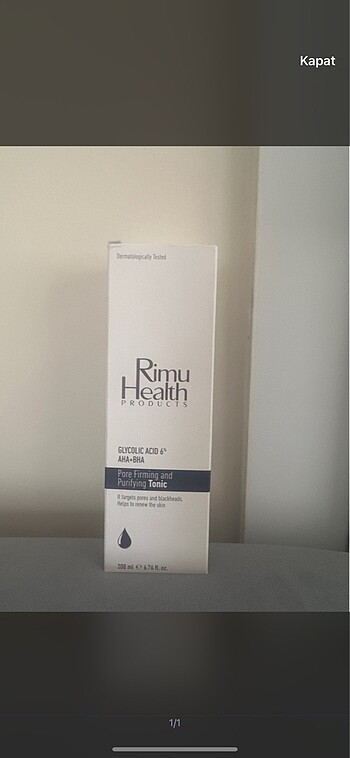 Kapat
Dermatologically Tested
Rimu
Health
PRODUCTS
GLYCOLIC ACID 6%
AHA+BHA
Pore Firming and
Purifying Tonic
It targets pores and blackheads,
Helps to renew the skin
200 mL ℮ 6.76 fl. oz.
1/1